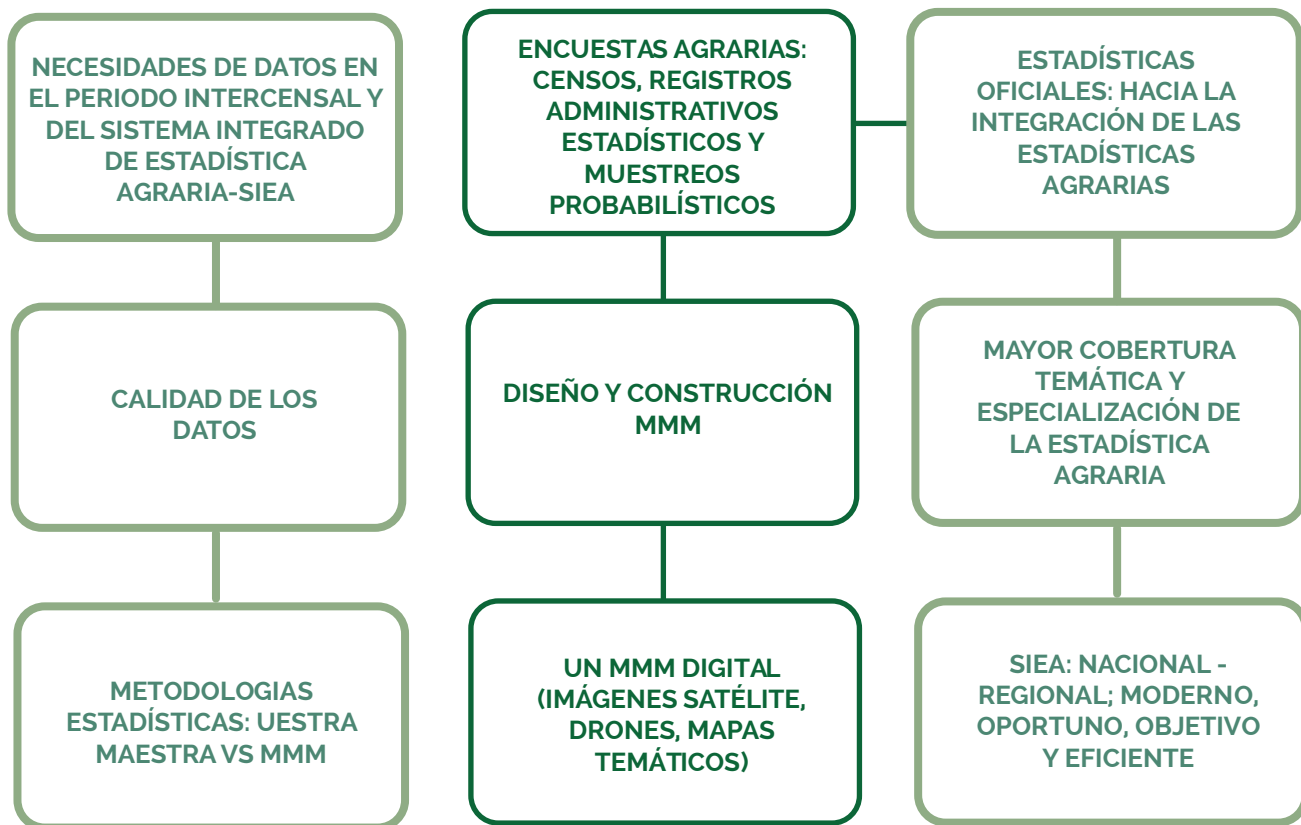 NECESIDADES DE DATOS EN
EL PERIODO INTERCENSAL Y
DEL SISTEMA INTEGRADO
DE ESTADÍSTICA
AGRARIA-SIEA
CALIDAD DE LOS
DATOS
METODOLOGIAS
ESTADÍSTICAS: UESTRA
MAESTRA VS MMM
ENCUESTAS AGRARIAS:
CENSOS, REGISTROS
ADMINISTRATIVOS
ESTADÍSTICOS Y
MUESTREOS
PROBABILÍSTICOS
DISEÑO Y CONSTRUCCIÓN
MMM
UN MMM DIGITAL
(IMÁGENES SATÉLITE,
DRONES, MAPAS
TEMÁTICOS)
ESTADÍSTICAS
OFICIALES: HACIA LA
INTEGRACIÓN DE LAS
ESTADÍSTICAS
AGRARIAS
MAYOR COBERTURA
TEMÁTICA Y
ESPECIALIZACIÓN DE
LA ESTADÍSTICA
AGRARIA
SIEA: NACIONAL -
REGIONAL; MODERNO,
OPORTUNO, OBJETIVO
Y EFICIENTE